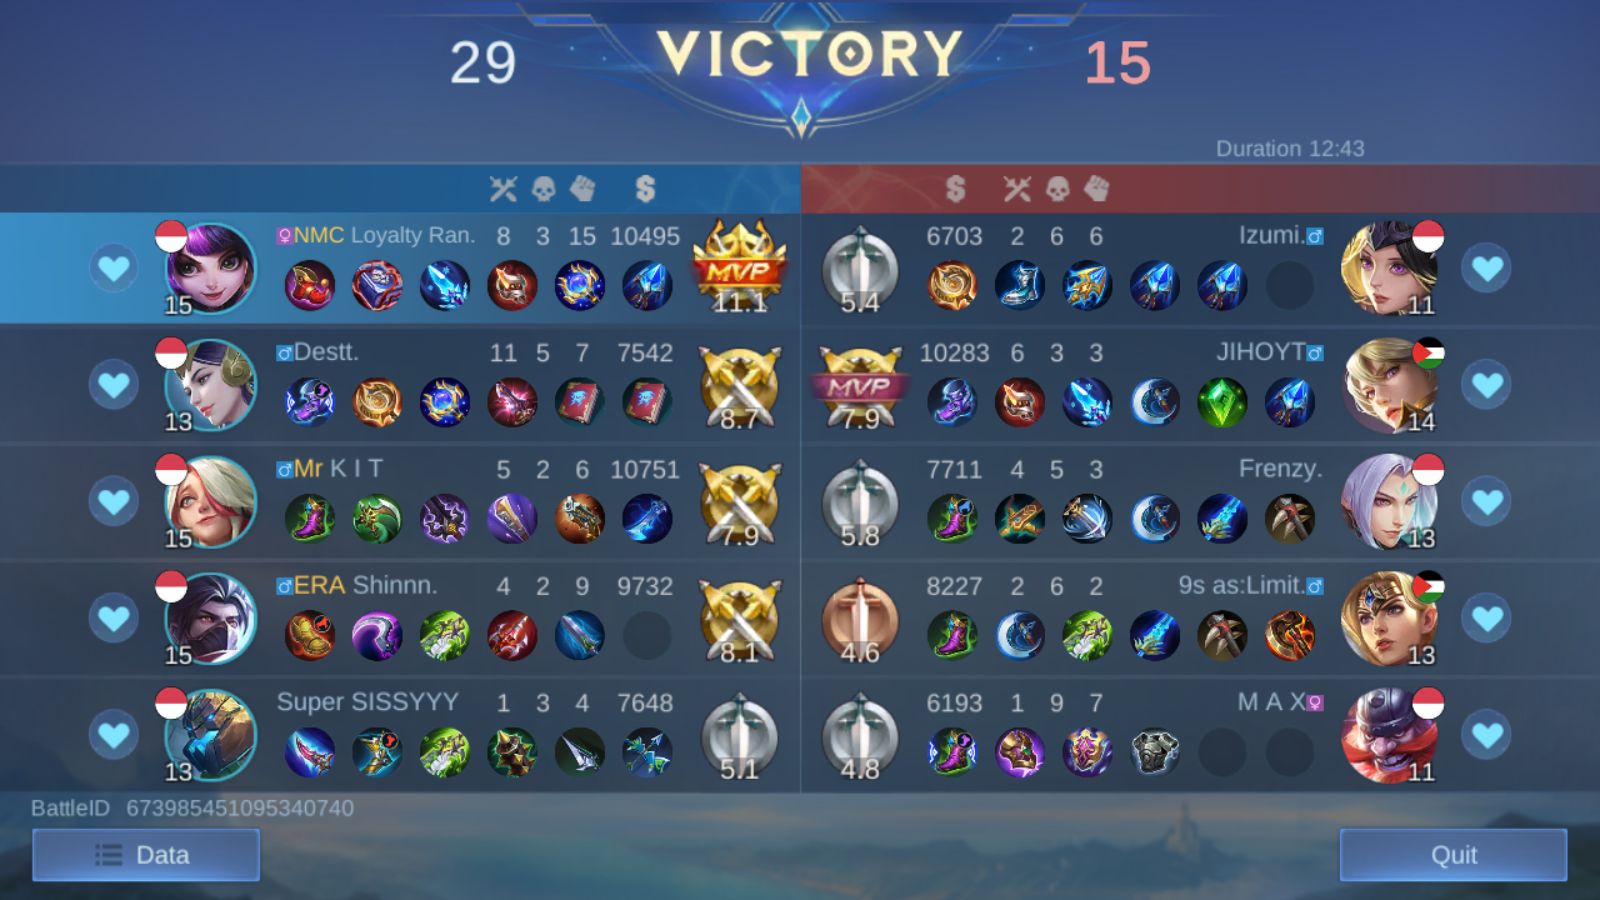 29 VICTORY 15
Duration 12:43
NMC Loyalty Ran. 8 3 15 10495 MVP 11.1 15
5.4 6703 2 6 6 Izumi. 11
Destt. 11 5 7 7542 8.7 13
MVP 7.9 10283 6 3 3 JIHOYT 14
Mr K I T 5 2 6 10751 7.9 15
5.8 7711 4 5 3 Frenzy. 13
ERA Shinnn. 4 2 9 9732 8.1 15
4.6 8227 2 6 2 9s as:Limit. 13
Super SISSYYY 1 3 4 7648 5.1 13
4.8 6193 1 9 7 M A X 11
BattleID 673985451095340740
Data
Quit